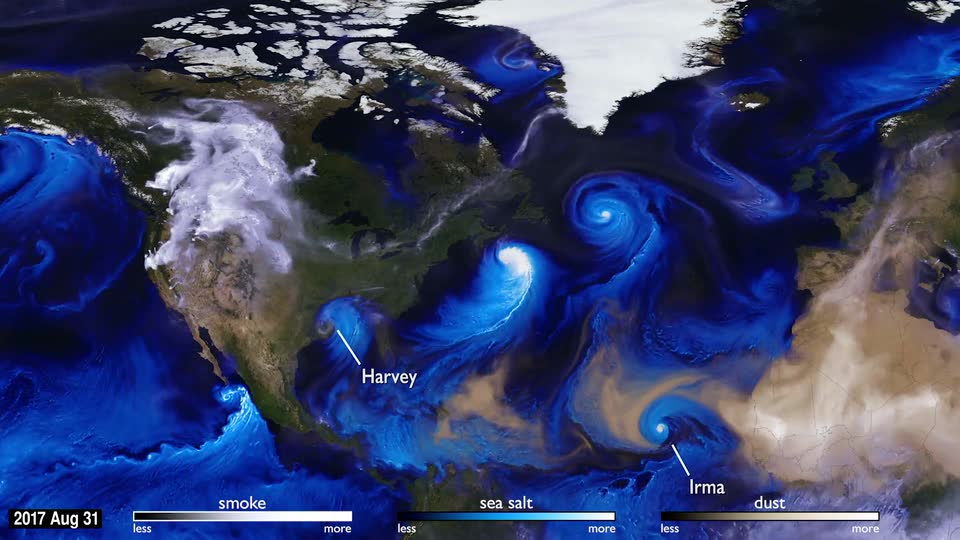 Harvey
Irma
2017 Aug 31
smoke
less more
sea salt
less more
dust
less more